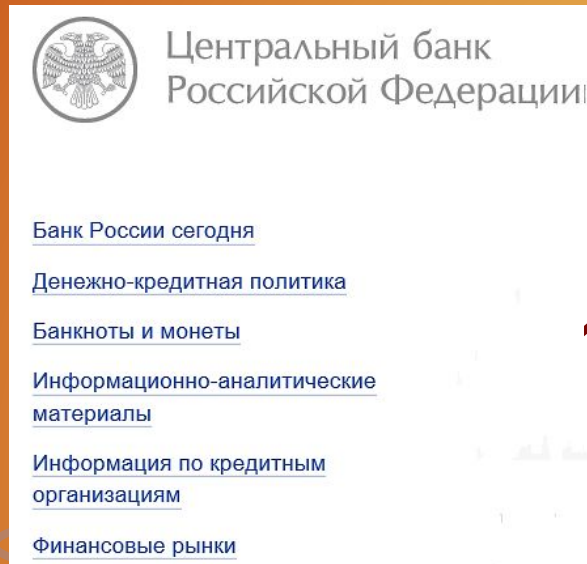 Центральный банк
Российской Федерации
Банк России сегодня
Денежно-кредитная политика
Банкноты и монеты
Информационно-аналитические
материалы
Информация по кредитным
организациям
Финансовые рынки